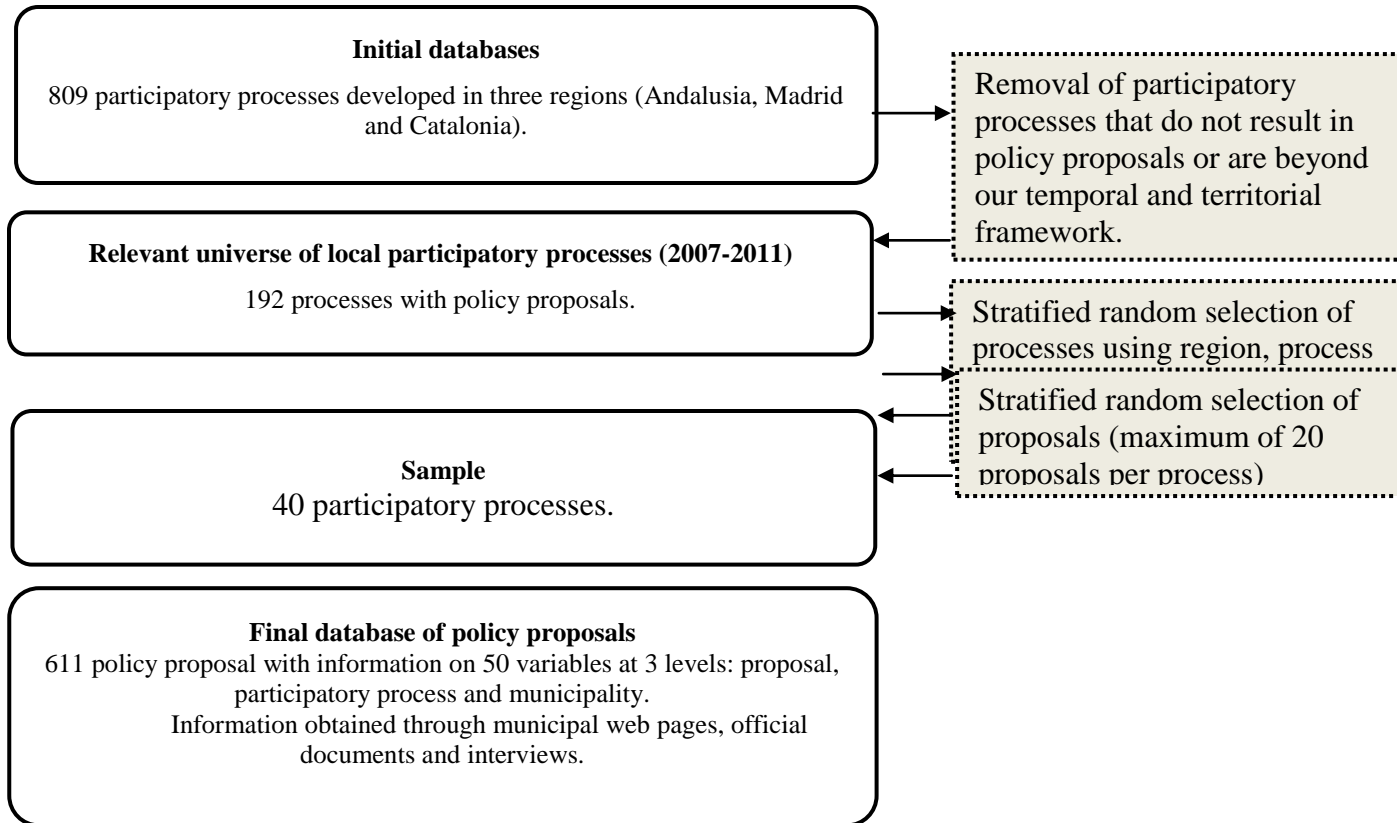 Initial databases
809 participatory processes developed in three regions (Andalusia, Madrid
and Catalonia).
Removal of participatory
processes that do not result in
policy proposals or are beyond
our temporal and territorial
framework.
Relevant universe of local participatory processes (2007-2011)
192 processes with policy proposals.
Stratified random selection of
processes using region, process
Stratified random selection of
proposals (maximum of 20
proposals per process)
Sample
40 participatory processes.
Final database of policy proposals
611 policy proposal with information on 50 variables at 3 levels: proposal,
participatory process and municipality.
Information obtained through municipal web pages, official
documents and interviews.